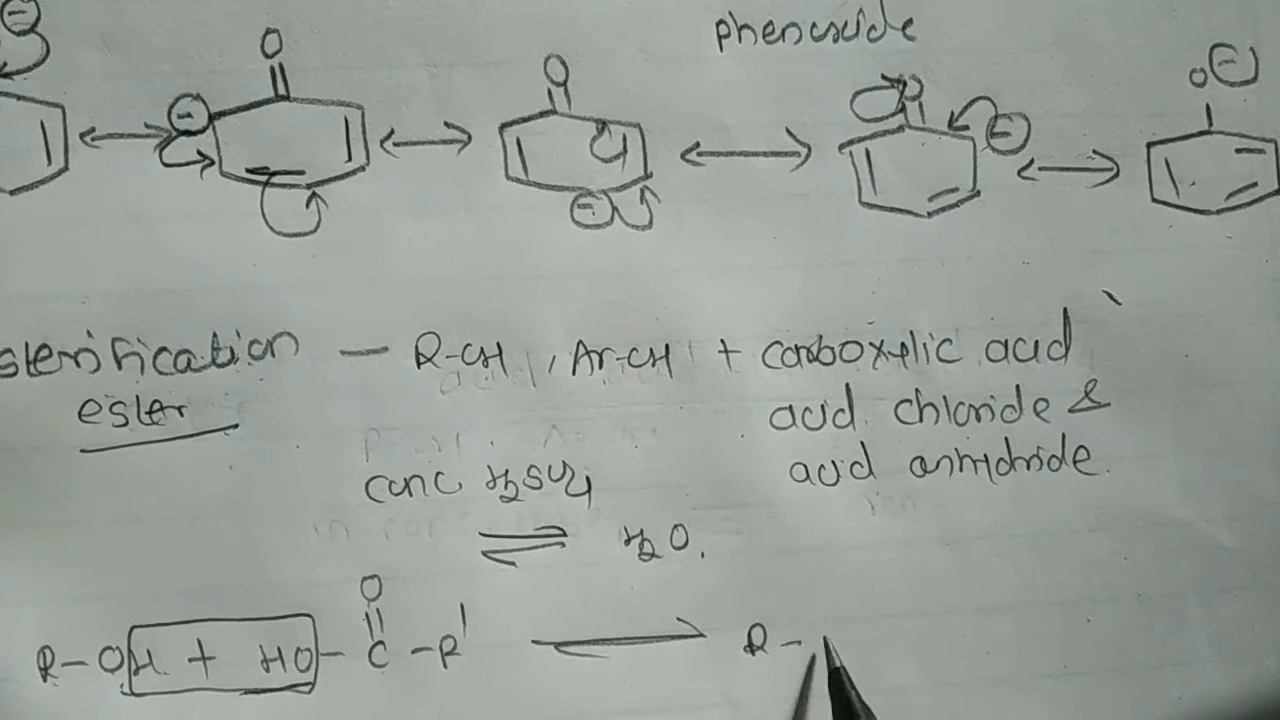 phenoxide
O O O O⊖
⊖ ⊖ ⊖ ⊖
sterification — R-OH, Ar-OH + carboxylic acid
ester acid chloride &
acid anhydride.
conc H2SO4
⇌ H2O.
O
R-OH + HO-C-R' ⇌ R-